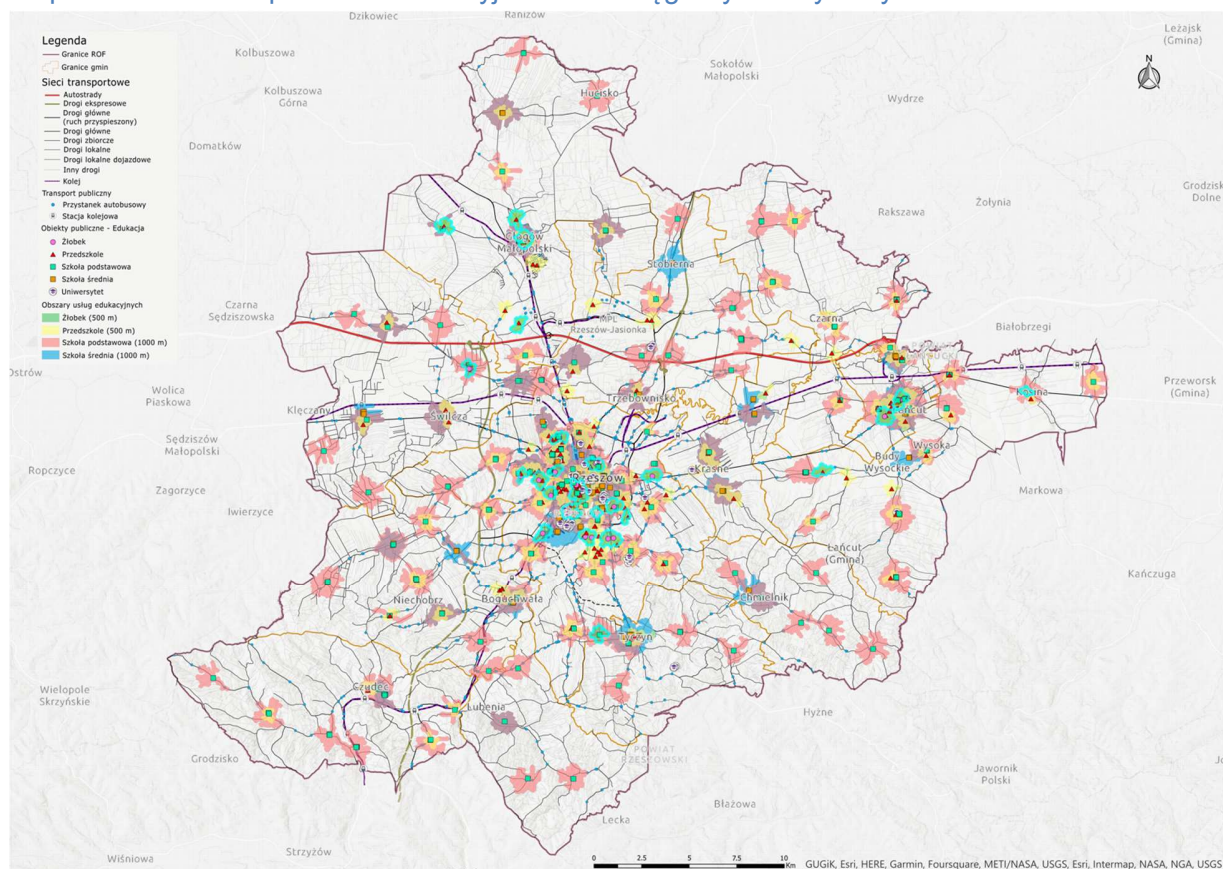 Dzikowiec
Raniżów
Leżajsk
(Gmina)
Legenda
Granice ROF
Granice gmin
Sieci transportowe
Autostrady
Drogi ekspresowe
Drogi główne
(ruch przyspieszony)
Drogi główne
Drogi zbiorcze
Drogi lokalne
Drogi lokalne dojazdowe
Inny drogi
Kolej
Transport publiczny
Przystanek autobusowy
Stacja kolejowa
Obiekty publiczne - Edukacja
Żłobek
Przedszkole
Szkoła podstawowa
Szkoła średnia
Uniwersytet
Obszary usług edukacyjnych
Żłobek (500 m)
Przedszkole (500 m)
Szkoła podstawowa (1000 m)
Szkoła średnia (1000 m)
N
Kolbuszowa
Kolbuszowa
Górna
Sokołów
Małopolski
Hucisko
Wydrze
Domatków
Grodzisk
Dolne
Żołynia
Rakszawa
Głogów
Małopolski
Stobierna
Czarna
Sędziszowska
MPL
Rzeszów-Jasionka
Czarna
Białobrzegi
Ostrów
Wolica
Piaskowa
Klęczany
Świlcza
Trzebownisko
Łańcut
Kosina
Przeworsk
(Gmina)
Sędziszów
Małopolski
Ropczyce
Zagorzyce
Iwierzyce
Rzeszów
Krasne
Budy
Wysockie
Wysoka
Markowa
Łańcut
(Gmina)
Kańczuga
Niechobrz
Boguchwała
Chmielnik
Tyczyn
Wielopole
Skrzyńskie
Czudec
Lubenia
Hyżne
Grodzisko
POWIAT
RZESZOWSKI
Jawornik
Polski
Błażowa
Lecka
Wiśniowa
Strzyżów
0 2.5 5 7.5 10
Km
GUGiK, Esri, HERE, Garmin, Foursquare, METI/NASA, USGS, Esri, Intermap, NASA, NGA, USGS